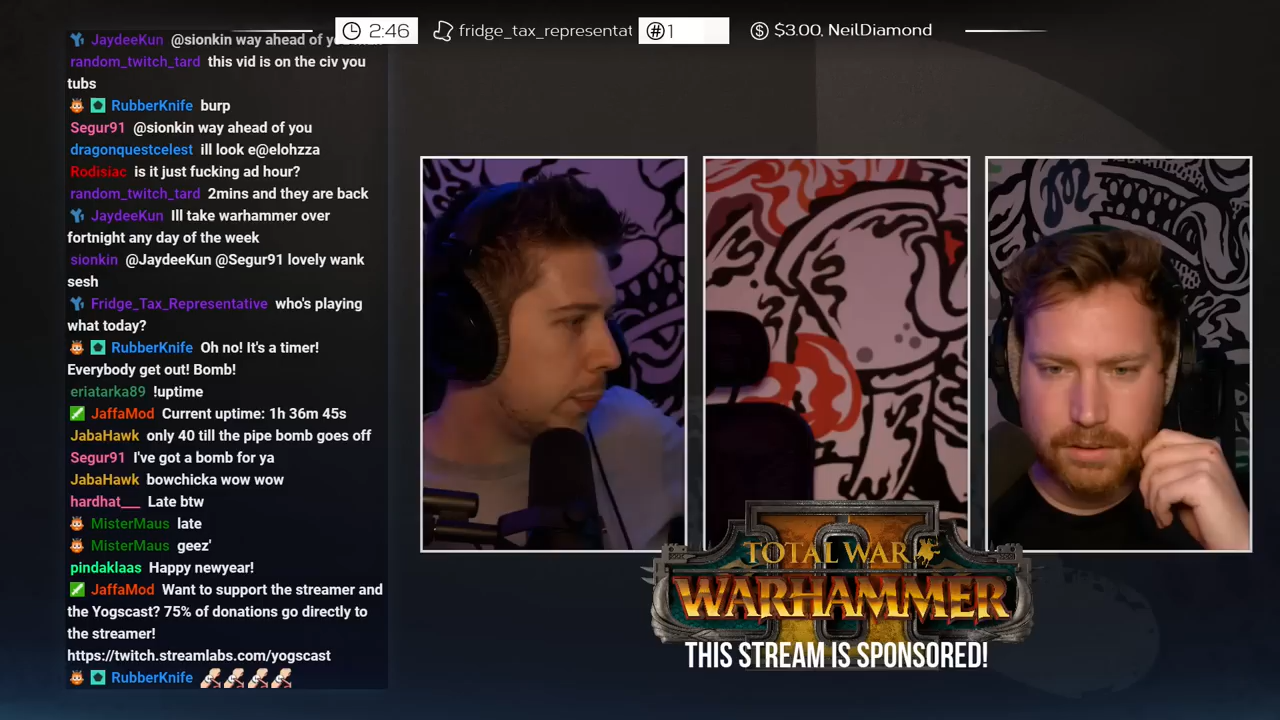 2:46
fridge_tax_representat
#1
$3.00, NeilDiamond
JaydeeKun @sionkin way ahead of
random_twitch_tard this vid is on the civ you
tubs
RubberKnife burp
Segur91 @sionkin way ahead of you
dragonquestcelest ill look e@elohzza
Rodisiac is it just fucking ad hour?
random_twitch_tard 2mins and they are back
JaydeeKun Ill take warhammer over
fortnight any day of the week
sionkin @JaydeeKun @Segur91 lovely wank
sesh
Fridge_Tax_Representative who's playing
what today?
RubberKnife Oh no! It's a timer!
Everybody get out! Bomb!
eriatarka89 !uptime
JaffaMod Current uptime: 1h 36m 45s
JabaHawk only 40 till the pipe bomb goes off
Segur91 I've got a bomb for ya
JabaHawk bowchicka wow wow
hardhat___ Late btw
MisterMaus late
MisterMaus geez'
pindaklaas Happy newyear!
JaffaMod Want to support the streamer and
the Yogscast? 75% of donations go directly to
the streamer!
https://twitch.streamlabs.com/yogscast
RubberKnife
TOTAL WAR
WARHAMMER
II
THIS STREAM IS SPONSORED!